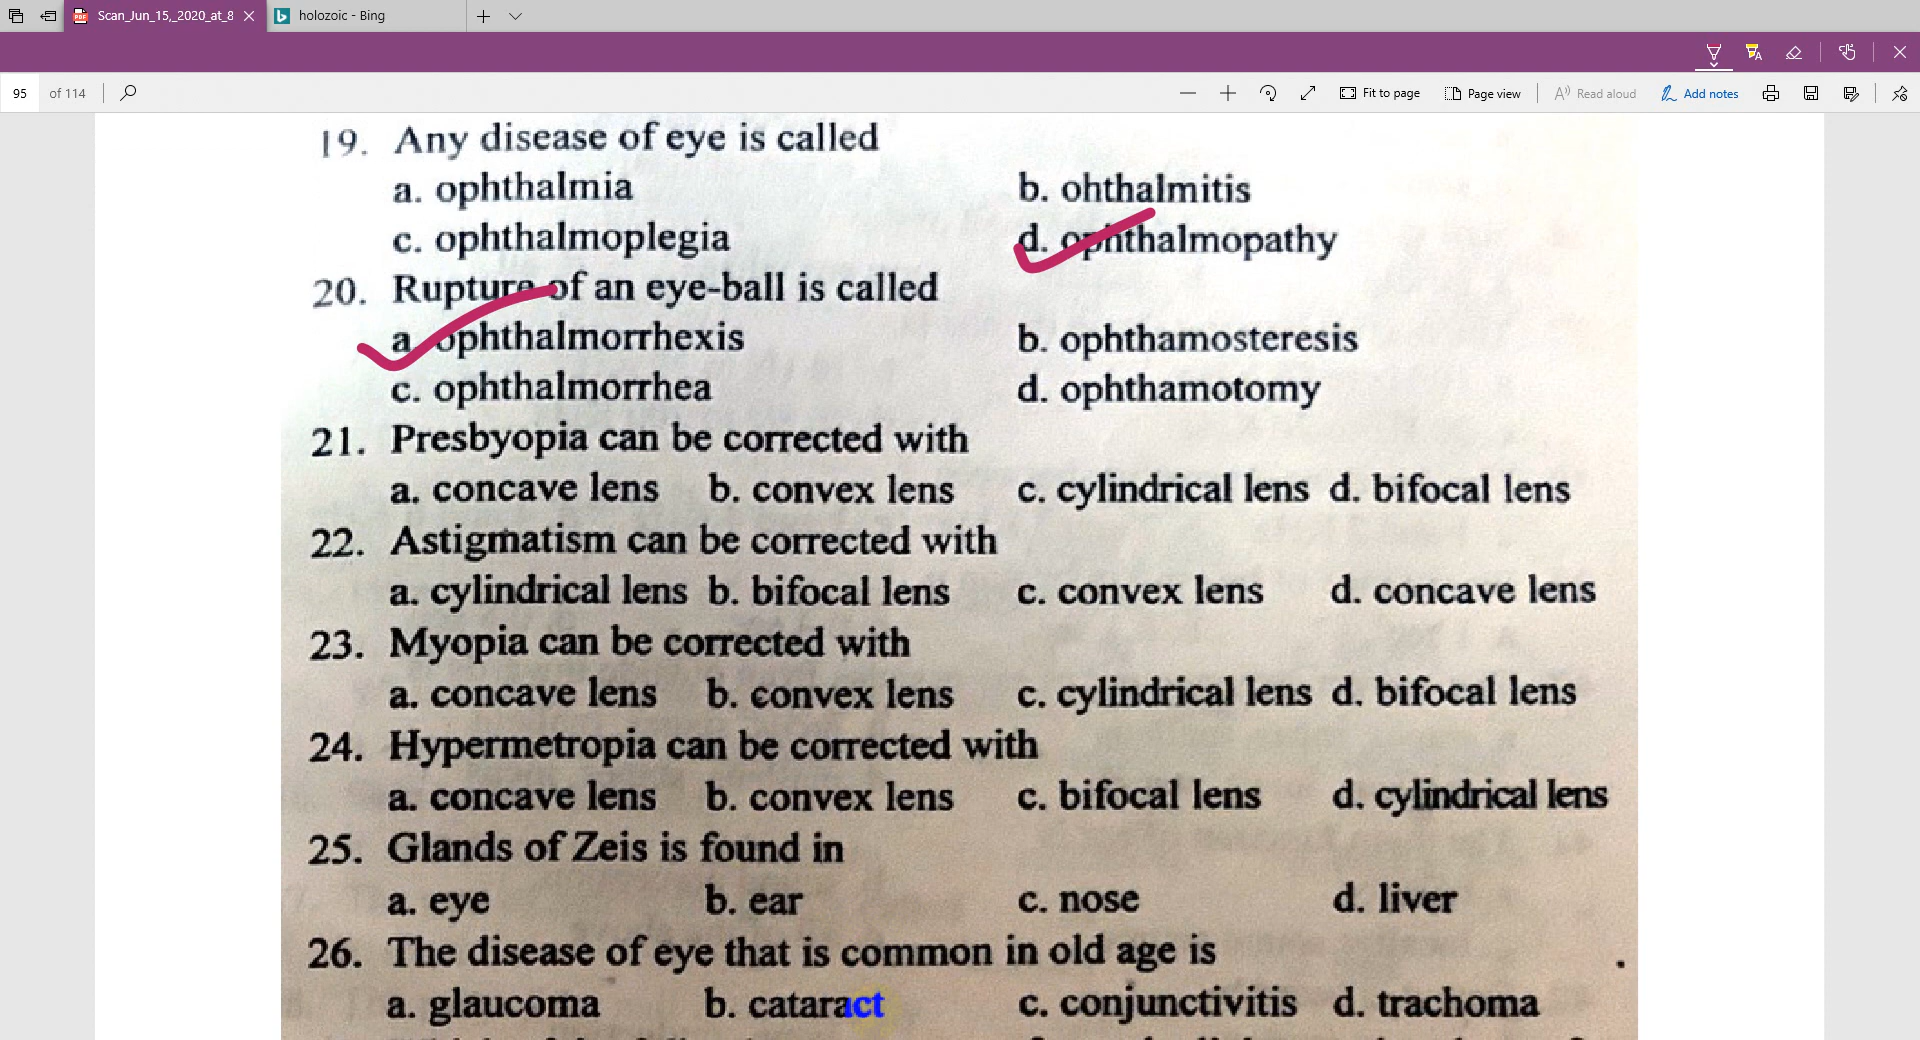 Scan_Jun_15,_2020_at_8
holozoic - Bing
95 of 114
Fit to page
Page view
Read aloud
Add notes
19. Any disease of eye is called
a. ophthalmia b. ohthalmitis
c. ophthalmoplegia d. ophthalmopathy
20. Rupture of an eye-ball is called
a. ophthalmorrhexis b. ophthamosteresis
c. ophthalmorrhea d. ophthamotomy
21. Presbyopia can be corrected with
a. concave lens b. convex lens c. cylindrical lens d. bifocal lens
22. Astigmatism can be corrected with
a. cylindrical lens b. bifocal lens c. convex lens d. concave lens
23. Myopia can be corrected with
a. concave lens b. convex lens c. cylindrical lens d. bifocal lens
24. Hypermetropia can be corrected with
a. concave lens b. convex lens c. bifocal lens d. cylindrical lens
25. Glands of Zeis is found in
a. eye b. ear c. nose d. liver
26. The disease of eye that is common in old age is
a. glaucoma b. cataract c. conjunctivitis d. trachoma